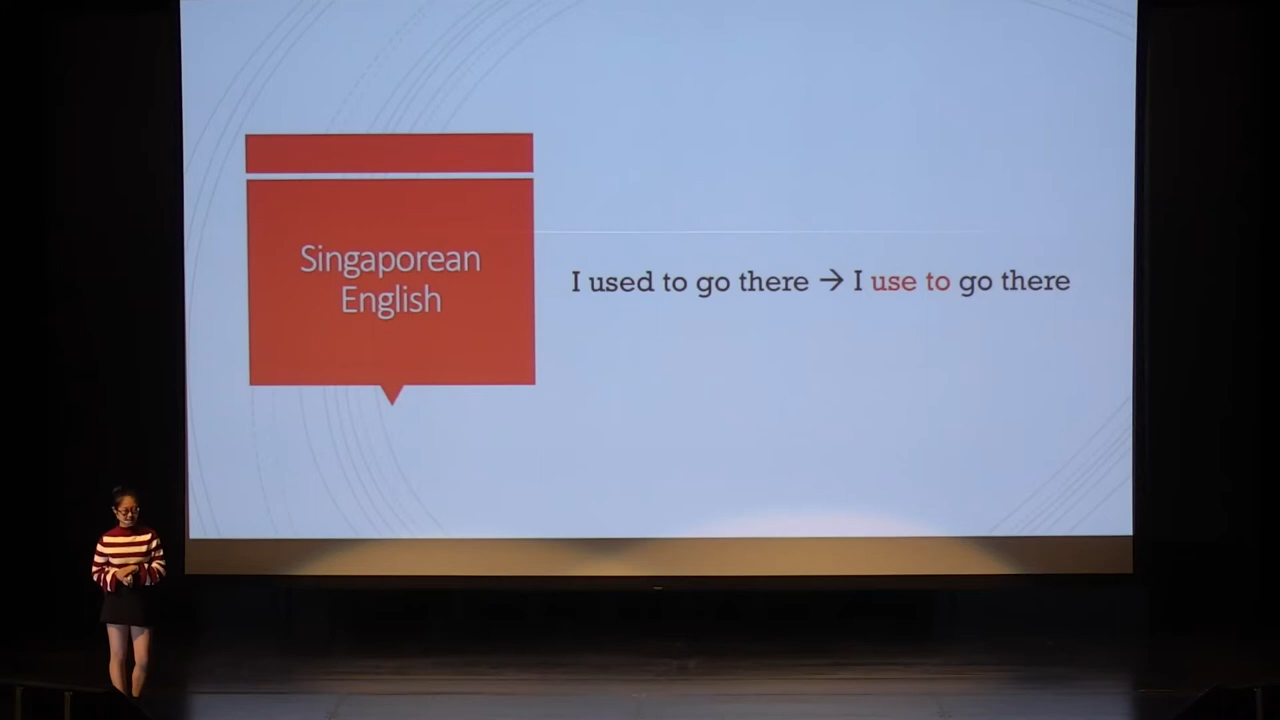 Singaporean
English
I used to go there → I use to go there